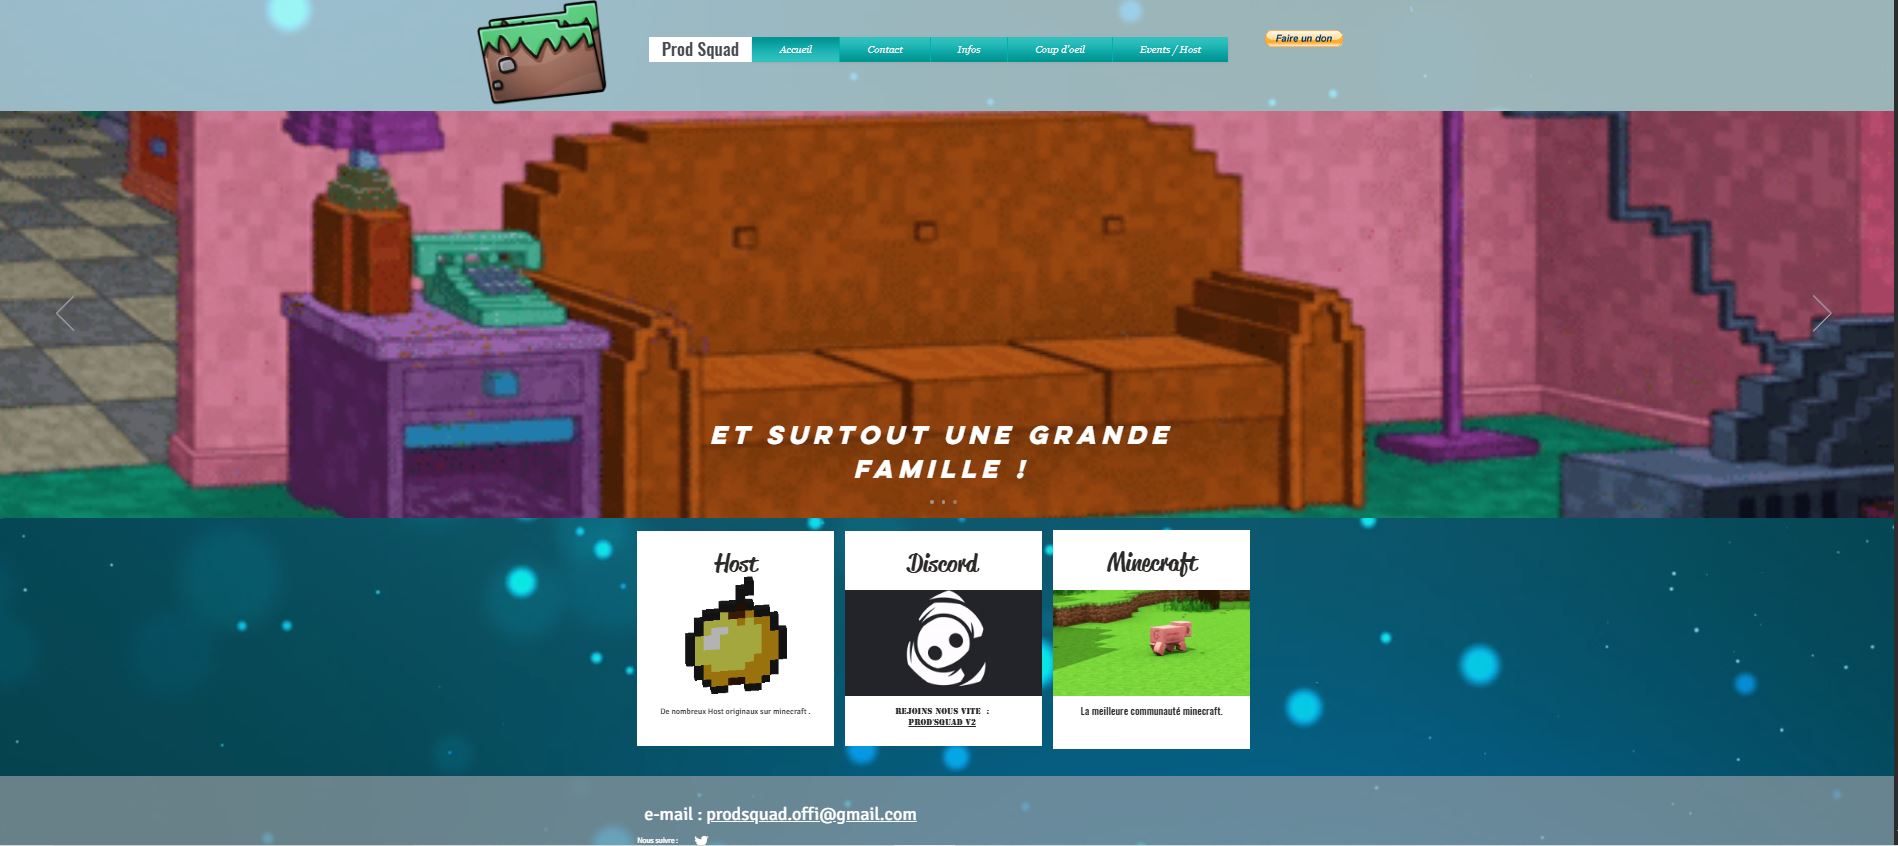 Prod Squad
Accueil
Contact
Infos
Coup d'oeil
Events / Host
Faire un don
ET SURTOUT UNE GRANDE
FAMILLE !
Host
De nombreux Host originaux sur minecraft .
Discord
REJOINS NOUS VITE :
PROD'SQUAD V2
Minecraft
La meilleure communauté minecraft.
e-mail : prodsquad.offi@gmail.com
Nous suivre :